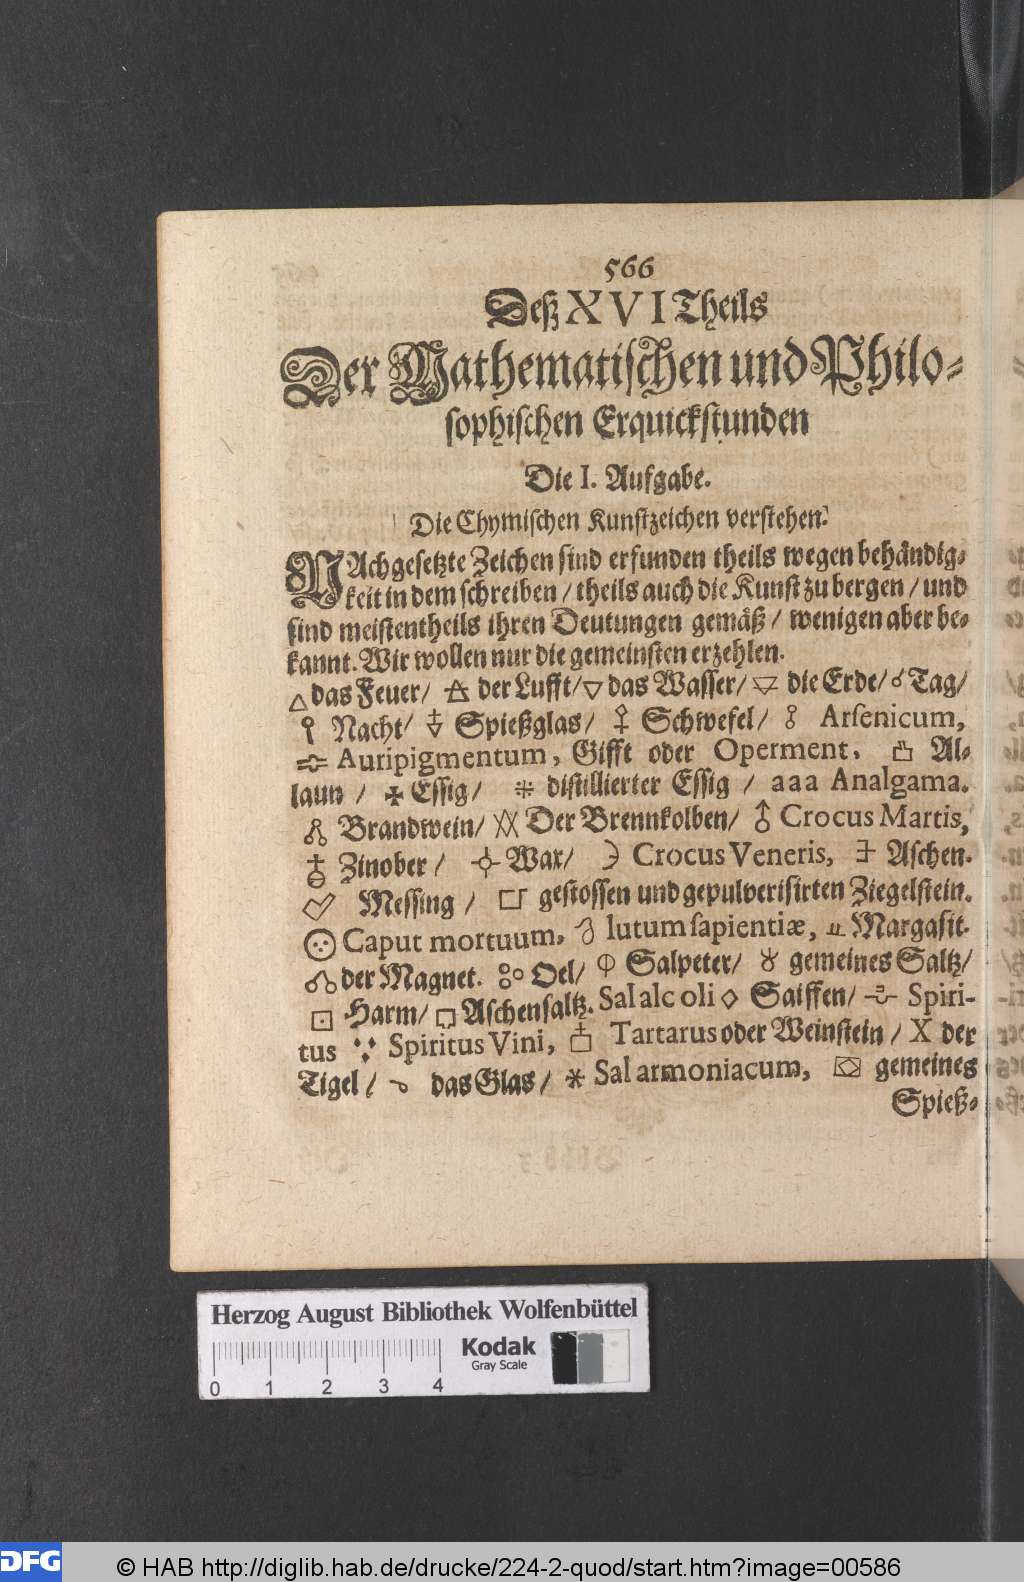 566
Deß XVI Theils
Der Mathematischen und Philo-
sophischen Erquickstunden
Die I. Aufgabe.
Die Chymischen Kunstzeichen verstehen.
NAchgesetzte Zeichen sind erfunden theils wegen behändig-
keit in dem schreiben / theils auch die Kunst zu bergen / und
sind meistentheils ihren Deutungen gemäß / wenigen aber be-
kannt. Wir wollen nur die gemeinsten erzehlen.
🜂 das Feuer / 🜁 der Lufft / 🜄 das Wasser / 🜃 die Erde / Tag /
Nacht / Spießglas / Schwefel / Arsenicum,
Auripigmentum, Gifft oder Operment. Al-
laun / Essig / distillierter Essig / aaa Analgama.
Brandwein / Der Brennkolben / ♂ Crocus Martis,
Zinober / Wax / Crocus Veneris, Aschen.
Messing / gestossen und gepulverisirten Ziegelstein.
Caput mortuum, lutum sapientiæ, Margasit.
der Magnet. Oel / Salpeter / gemeines Saltz /
Harm / Aschensaltz. Sal alcoli ◇ Saiffen / Spiri-
tus Spiritus Vini, Tartarus oder Weinstein / X der
Tigel / das Glas / Sal armoniacum, gemeines
Spieß-
Herzog August Bibliothek Wolfenbüttel
Kodak
Gray Scale
0 1 2 3 4
DFG
© HAB http://diglib.hab.de/drucke/224-2-quod/start.htm?image=00586